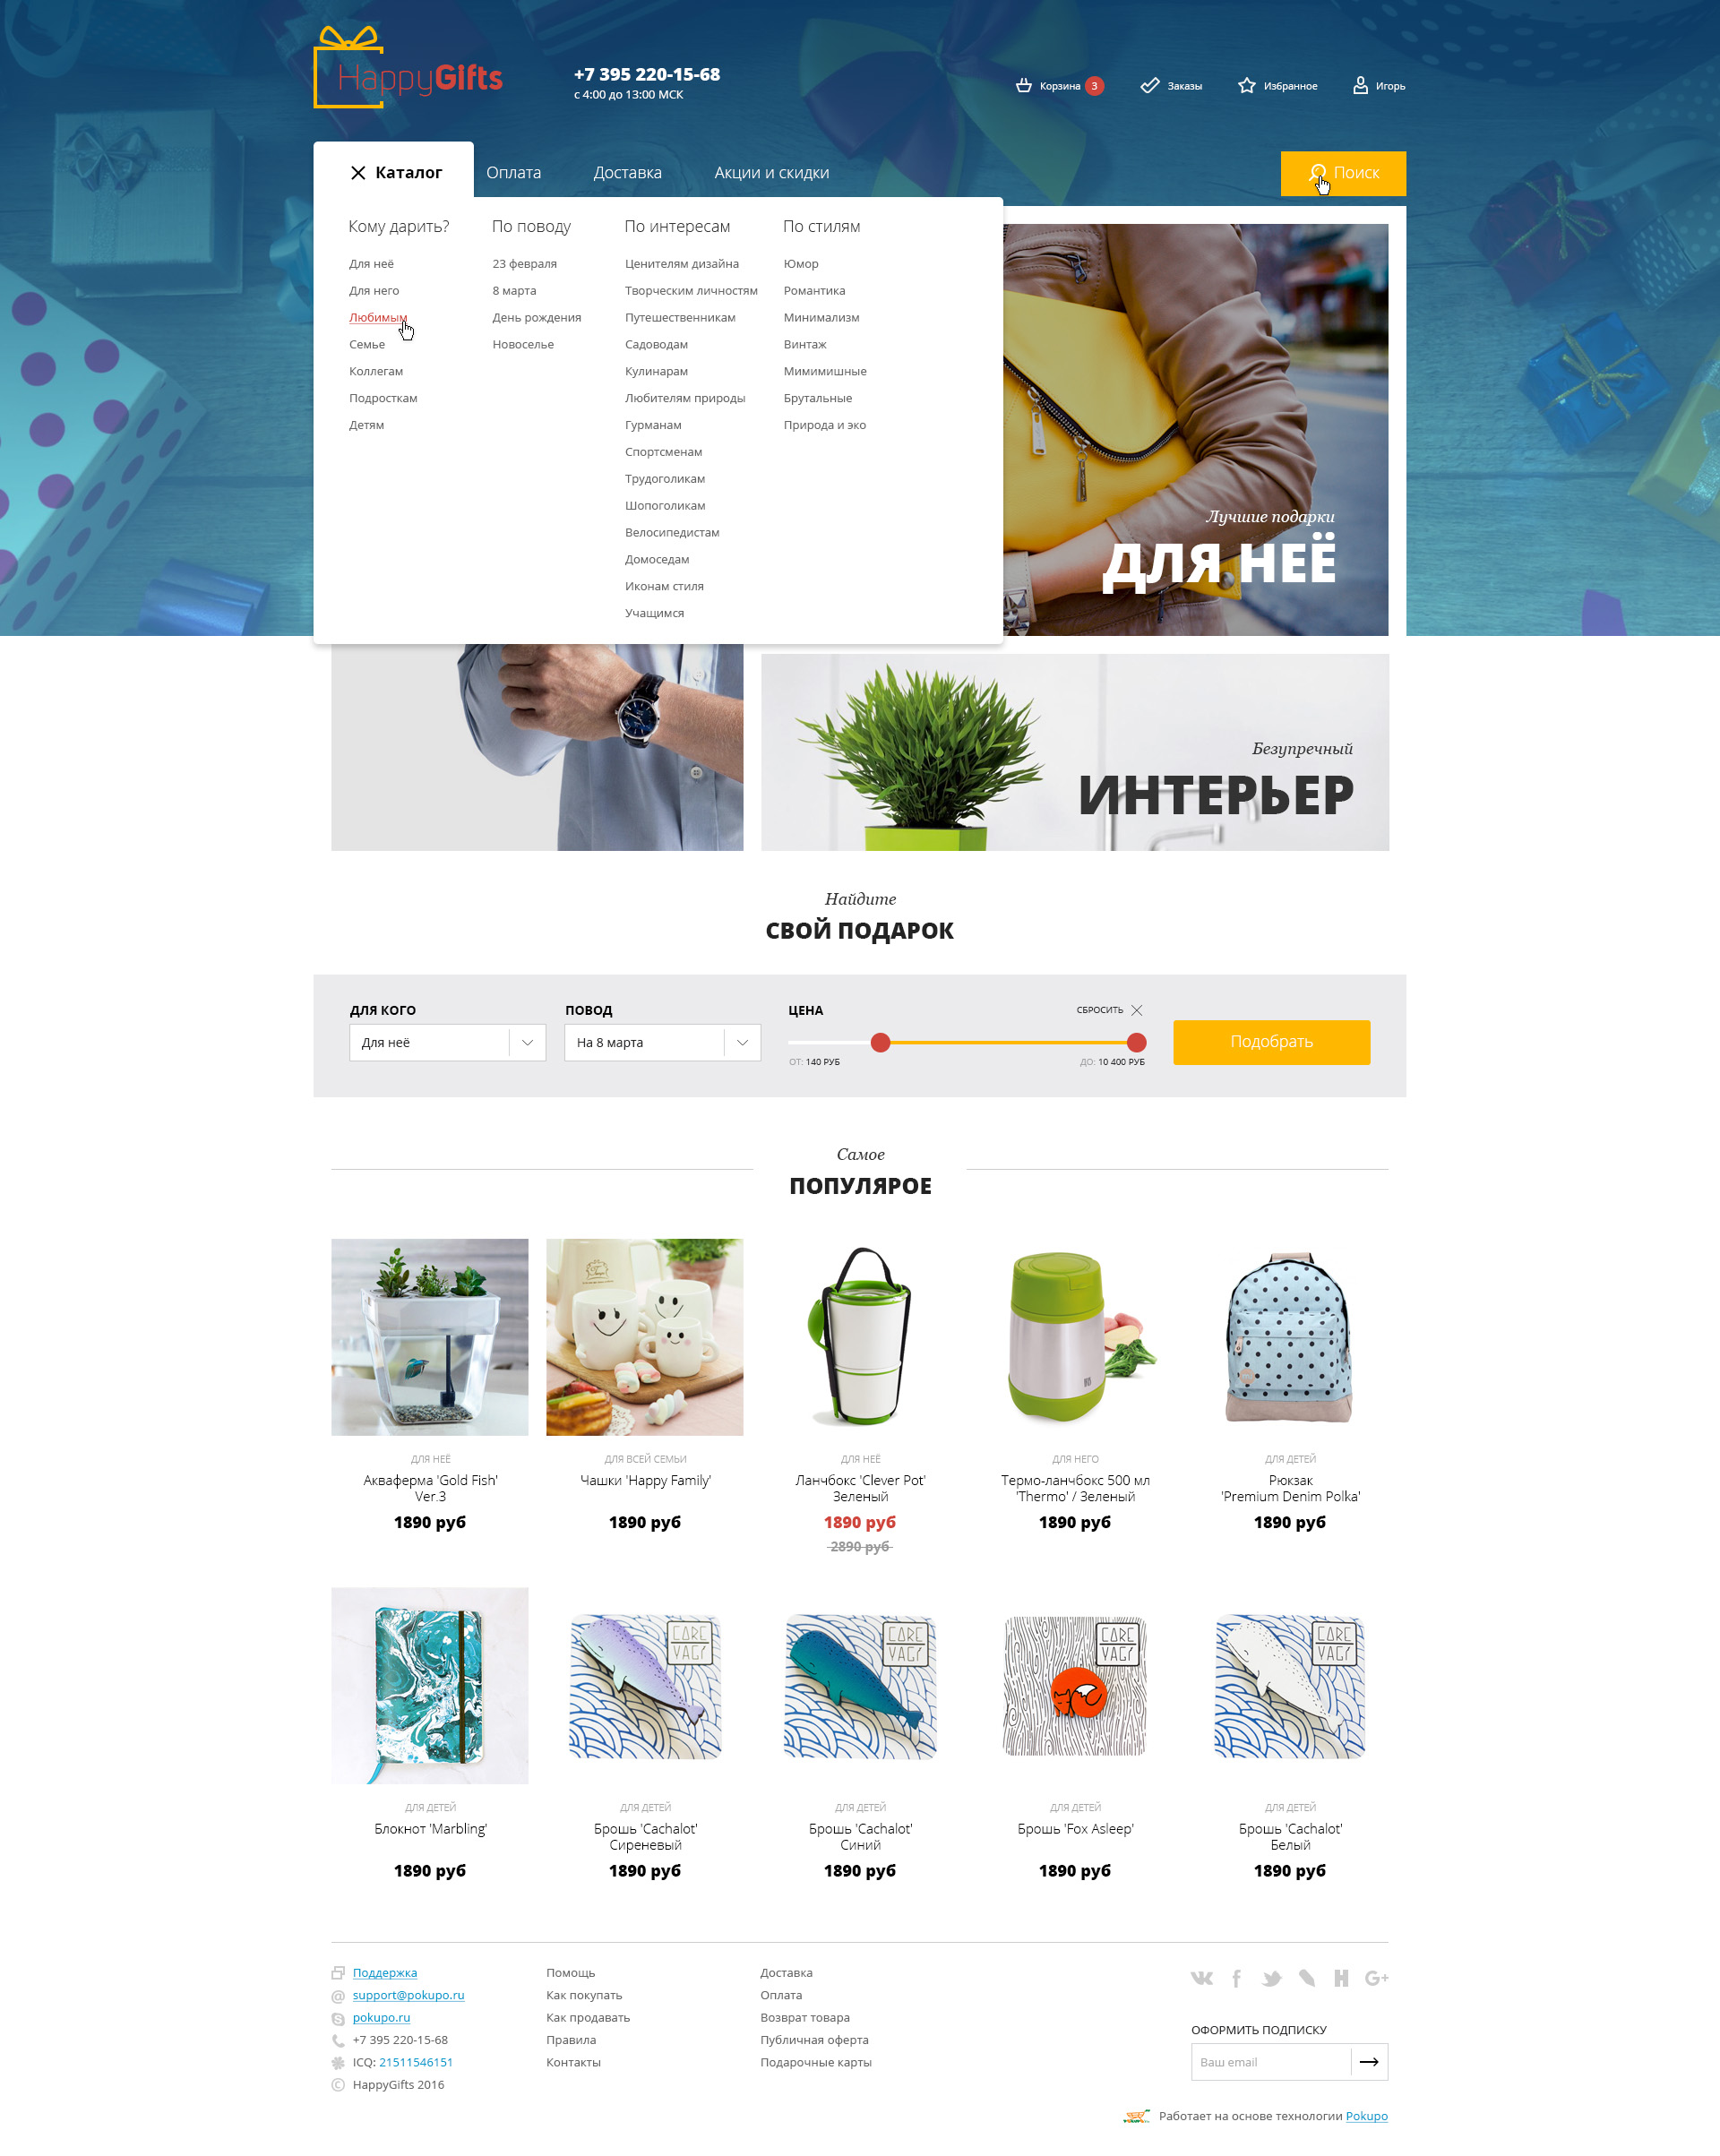 HappyGifts
+7 395 220-15-68
с 4:00 до 13:00 МСК
Корзина 3
Заказы
Избранное
Игорь
Каталог
Оплата
Доставка
Акции и скидки
Поиск
Кому дарить?
Для неё
Для него
Любимым
Семье
Коллегам
Подросткам
Детям
По поводу
23 февраля
8 марта
День рождения
Новоселье
По интересам
Ценителям дизайна
Творческим личностям
Путешественникам
Садоводам
Кулинарам
Любителям природы
Гурманам
Спортсменам
Трудоголикам
Шопоголикам
Велосипедистам
Домоседам
Иконам стиля
Учащимся
По стилям
Юмор
Романтика
Минимализм
Винтаж
Мимимишные
Брутальные
Природа и эко
Лучшие подарки
ДЛЯ НЕЁ
Безупречный
ИНТЕРЬЕР
Найдите
СВОЙ ПОДАРОК
ДЛЯ КОГО
Для неё
ПОВОД
На 8 марта
ЦЕНА
СБРОСИТЬ
ОТ: 140 РУБ
ДО: 10 400 РУБ
Подобрать
Самое
ПОПУЛЯРОЕ
ДЛЯ НЕЁ
Акваферма 'Gold Fish'
Ver.3
1890 руб
ДЛЯ ВСЕЙ СЕМЬИ
Чашки 'Happy Family'
1890 руб
ДЛЯ НЕЁ
Ланчбокс 'Clever Pot'
Зеленый
1890 руб
2890 руб
ДЛЯ НЕГО
Термо-ланчбокс 500 мл
'Thermo' / Зеленый
1890 руб
ДЛЯ ДЕТЕЙ
Рюкзак
'Premium Denim Polka'
1890 руб
ДЛЯ ДЕТЕЙ
Блокнот 'Marbling'
1890 руб
CARE
YAGY
ДЛЯ ДЕТЕЙ
Брошь 'Cachalot'
Сиреневый
1890 руб
CARE
YAGY
ДЛЯ ДЕТЕЙ
Брошь 'Cachalot'
Синий
1890 руб
CARE
YAGY
ДЛЯ ДЕТЕЙ
Брошь 'Fox Asleep'
1890 руб
CARE
YAGY
ДЛЯ ДЕТЕЙ
Брошь 'Cachalot'
Белый
1890 руб
Поддержка
support@pokupo.ru
pokupo.ru
+7 395 220-15-68
ICQ: 21511546151
HappyGifts 2016
Помощь
Как покупать
Как продавать
Правила
Контакты
Доставка
Оплата
Возврат товара
Публичная оферта
Подарочные карты
ОФОРМИТЬ ПОДПИСКУ
Ваш email
Работает на основе технологии Pokupo